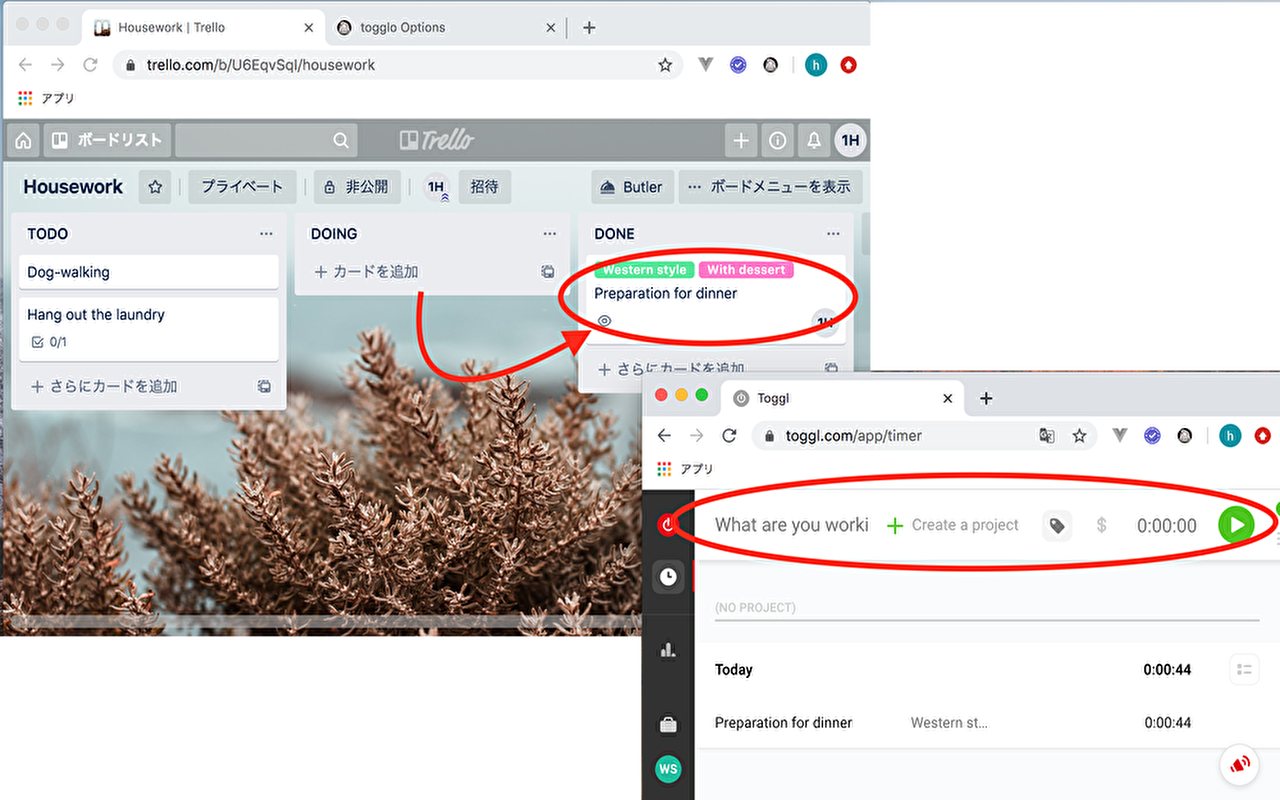 Housework | Trello
togglo Options
trello.com/b/U6EqvSqI/housework
h
アプリ
ボードリスト
Trello
1H
Housework
プライベート
非公開
1H
招待
Butler
ボードメニューを表示
TODO
DOING
DONE
Dog-walking
カードを追加
Western style
With dessert
Preparation for dinner
Hang out the laundry
0/1
1H
さらにカードを追加
さらにカードを追加
Toggl
toggl.com/app/timer
h
アプリ
What are you worki
Create a project
$
0:00:00
(NO PROJECT)
Today
0:00:44
Preparation for dinner
Western st...
0:00:44
WS